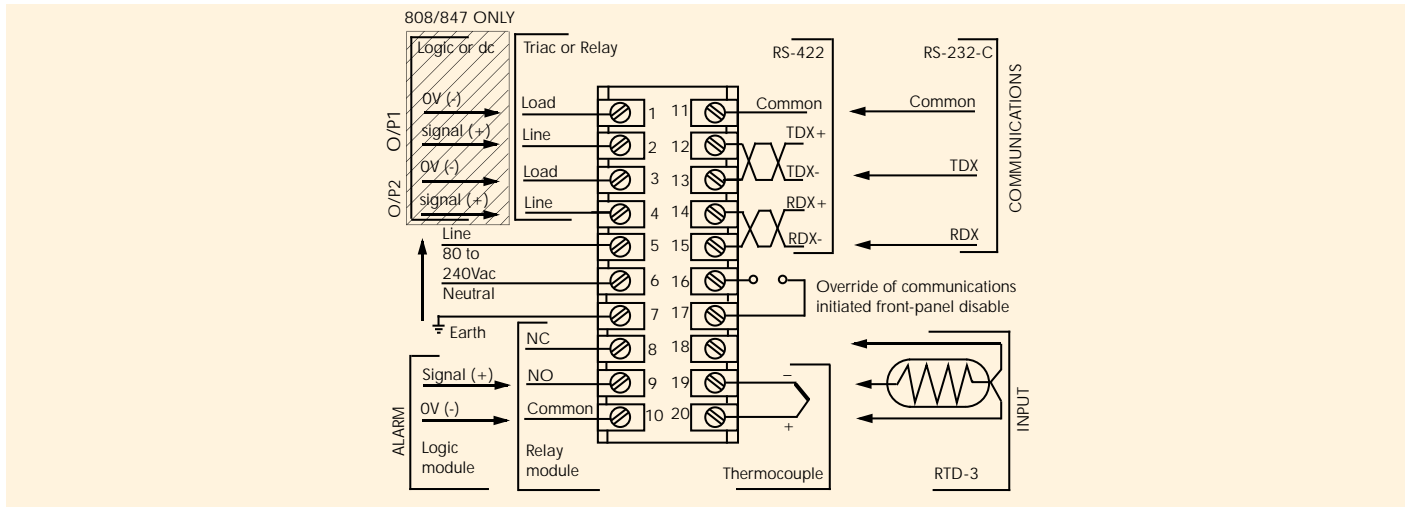 808/847 ONLY
Logic or dc
Triac or Relay
RS-422
RS-232-C
COMMUNICATIONS
O/P1
0V (-)
signal (+)
O/P2
0V (-)
signal (+)
Load
Line
Load
Line
1
2
3
4
5
6
7
8
9
10
11
12
13
14
15
16
17
18
19
20
Common
TDX+
TDX-
RDX+
RDX-
Common
TDX
RDX
Line
80 to
240Vac
Neutral
Earth
Override of communications
initiated front-panel disable
NC
NO
Common
Relay
module
ALARM
Signal (+)
0V (-)
Logic
module
–
+
Thermocouple
RTD-3
INPUT